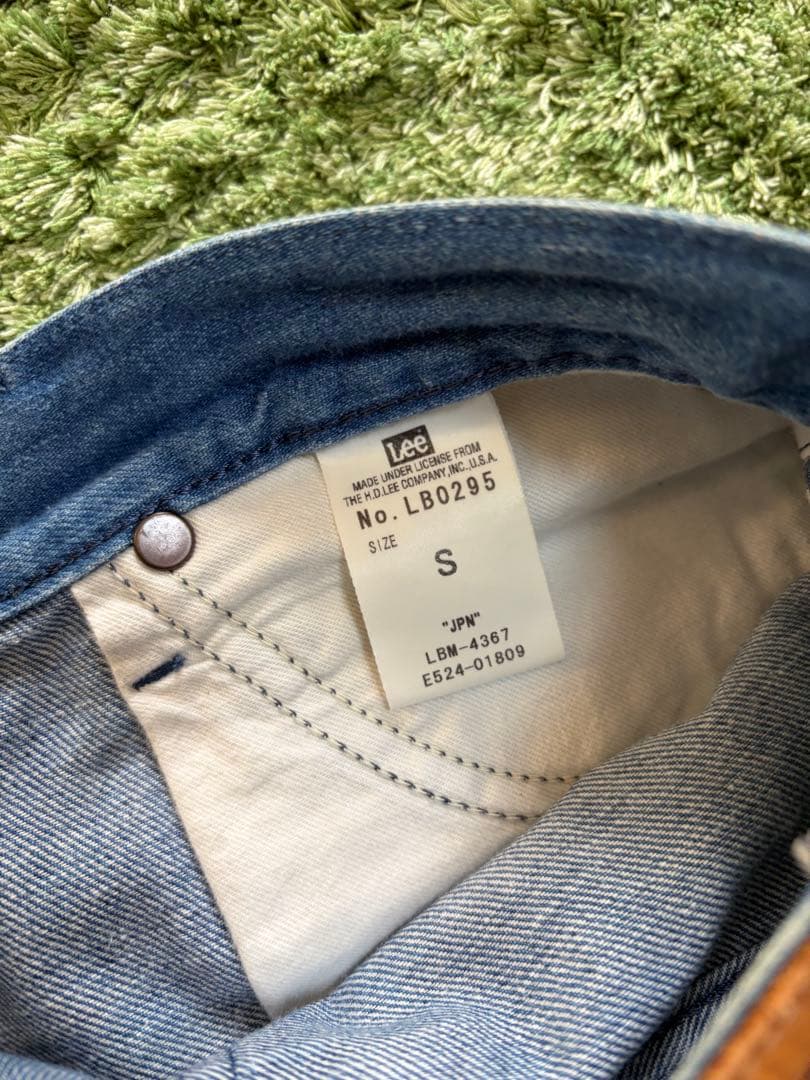 Lee
MADE UNDER LICENSE FROM
THE H.D.LEE COMPANY,INC.,U.S.A.
No. LB0295
SIZE
S
"JPN"
LBM-4367
E524-01809